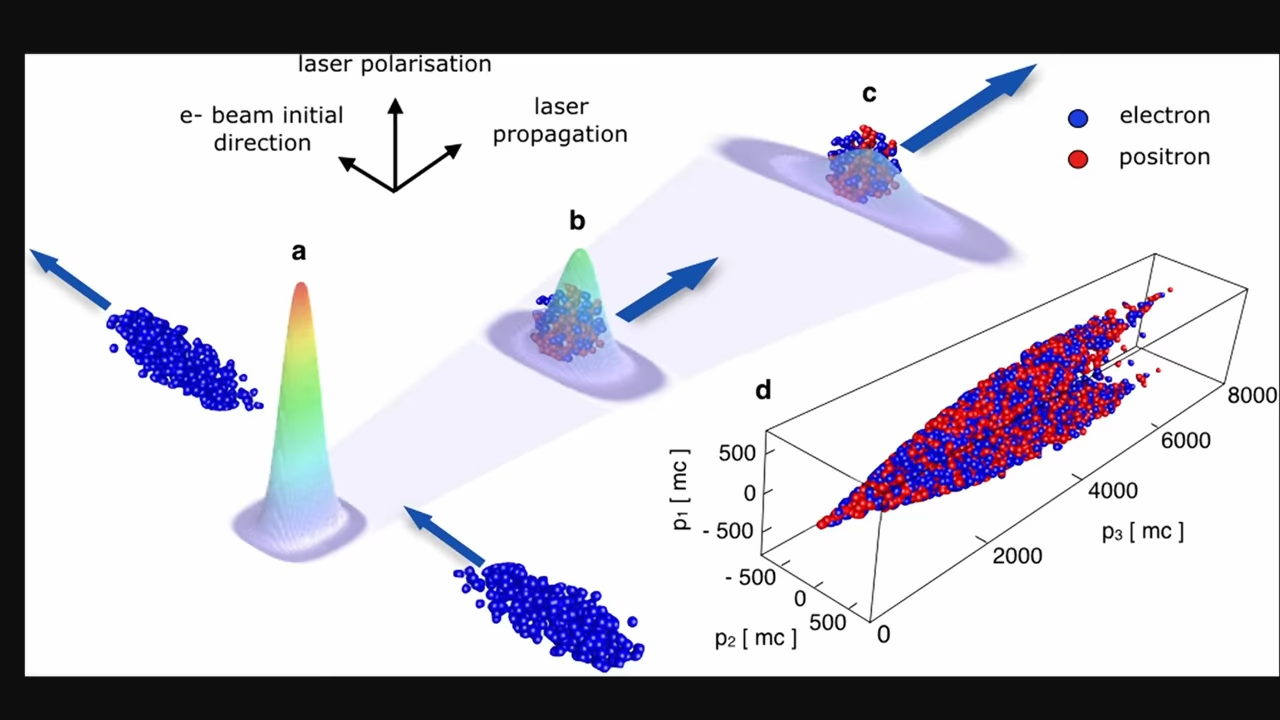 laser polarisation
e- beam initial
direction
laser
propagation
c
electron
positron
b
a
d
8000
6000
4000
2000
0
p₃ [ mc ]
500
0
- 500
p₁ [ mc ]
- 500
0
500
p₂ [ mc ]